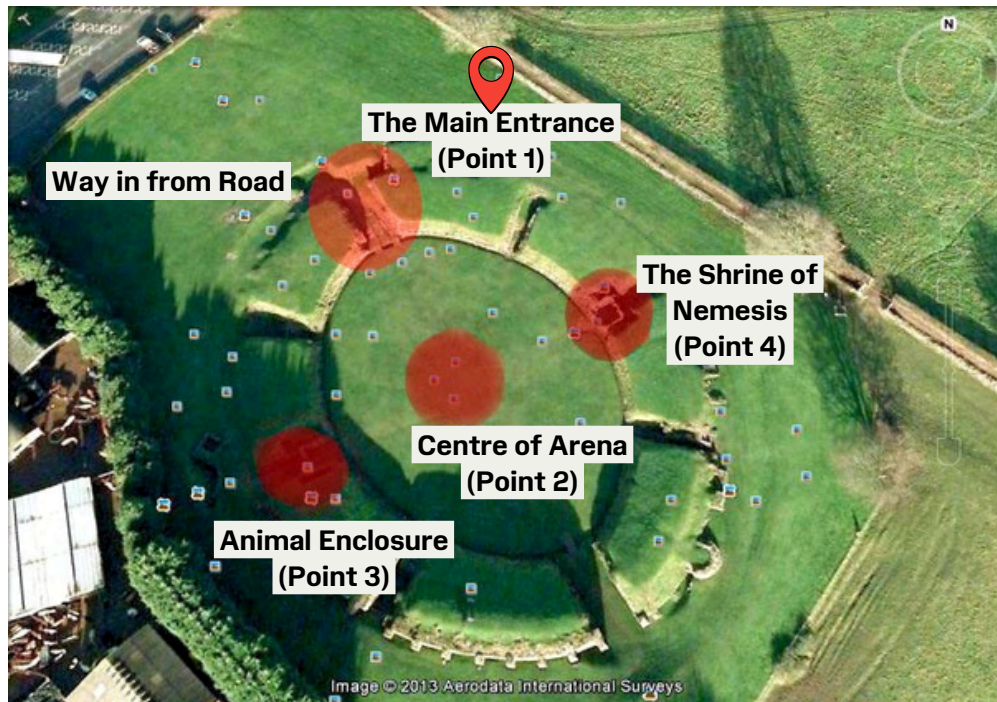 N
The Main Entrance
(Point 1)
Way in from Road
The Shrine of
Nemesis
(Point 4)
Centre of Arena
(Point 2)
Animal Enclosure
(Point 3)
Image © 2013 Aerodata International Surveys